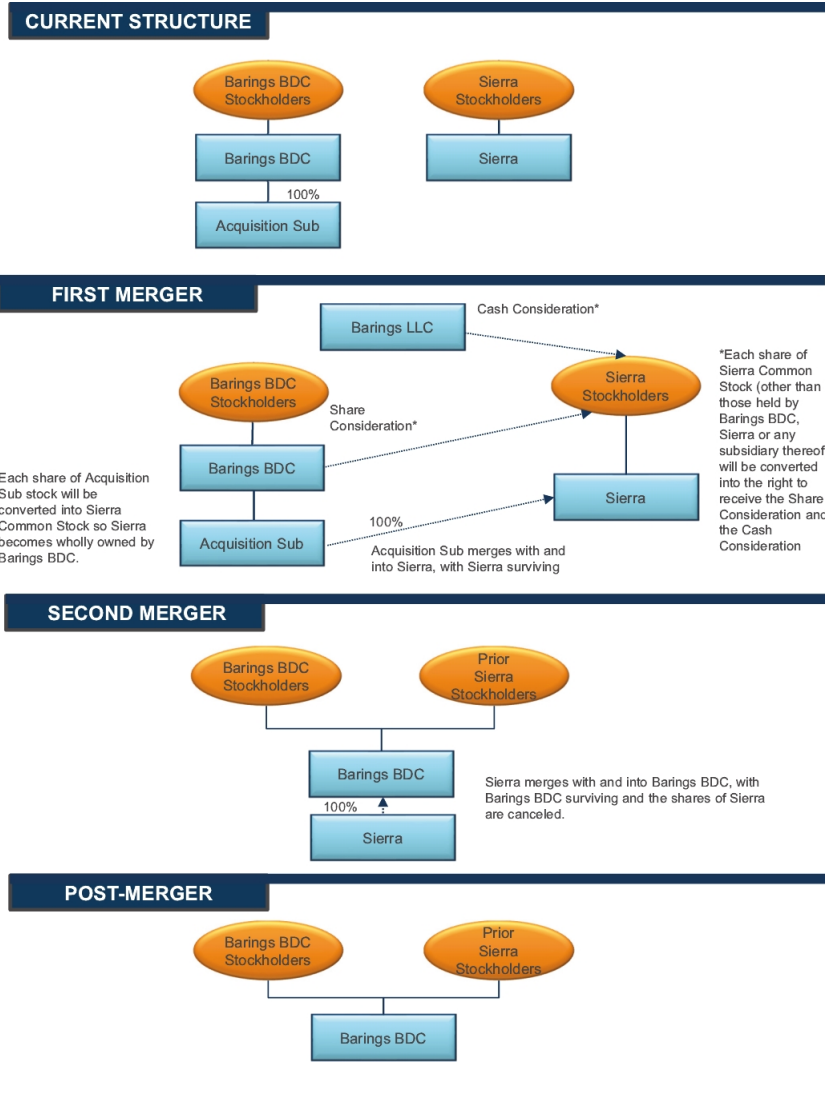 CURRENT STRUCTURE
Barings BDC
Stockholders
Sierra
Stockholders
Barings BDC
Sierra
100%
Acquisition Sub
FIRST MERGER
Cash Consideration*
Barings LLC
Barings BDC
Stockholders
Share
Consideration*
Sierra
Stockholders
*Each share of
Sierra Common
Stock (other than
those held by
Barings BDC,
Sierra or any
subsidiary thereof
will be converted
into the right to
receive the Share
Consideration and
the Cash
Consideration
Barings BDC
Sierra
Each share of Acquisition
Sub stock will be
converted into Sierra
Common Stock so Sierra
becomes wholly owned by
Barings BDC.
Acquisition Sub
100%
Acquisition Sub merges with and
into Sierra, with Sierra surviving
SECOND MERGER
Barings BDC
Stockholders
Prior
Sierra
Stockholders
Barings BDC
100%
Sierra
Sierra merges with and into Barings BDC, with
Barings BDC surviving and the shares of Sierra
are canceled.
POST-MERGER
Barings BDC
Stockholders
Prior
Sierra
Stockholders
Barings BDC